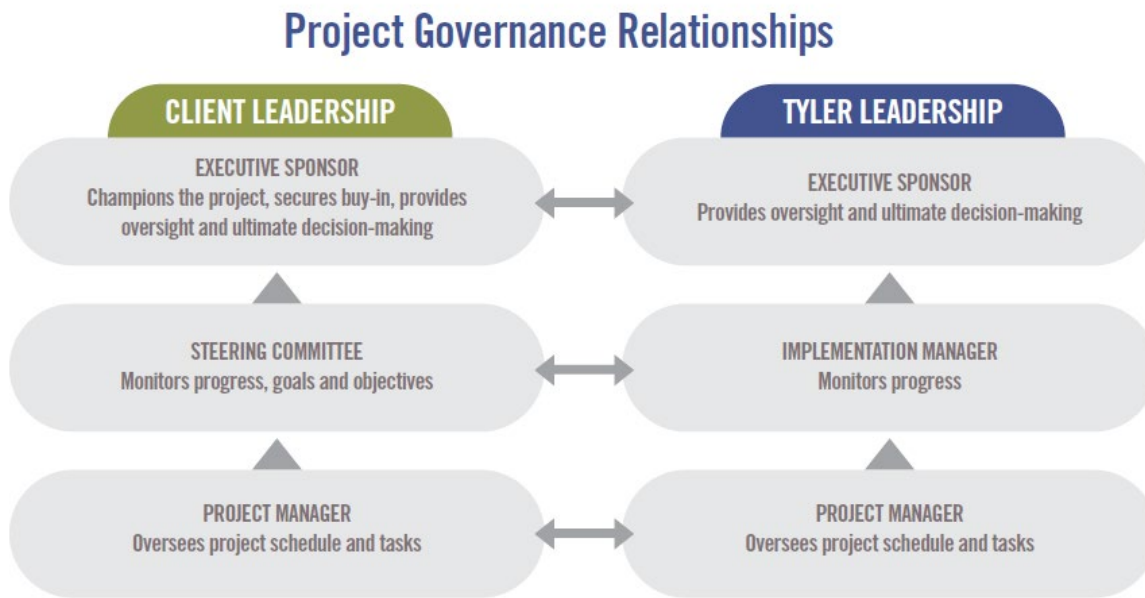 Project Governance Relationships
CLIENT LEADERSHIP
EXECUTIVE SPONSOR
Champions the project, secures buy-in, provides
oversight and ultimate decision-making
STEERING COMMITTEE
Monitors progress, goals and objectives
PROJECT MANAGER
Oversees project schedule and tasks
TYLER LEADERSHIP
EXECUTIVE SPONSOR
Provides oversight and ultimate decision-making
IMPLEMENTATION MANAGER
Monitors progress
PROJECT MANAGER
Oversees project schedule and tasks